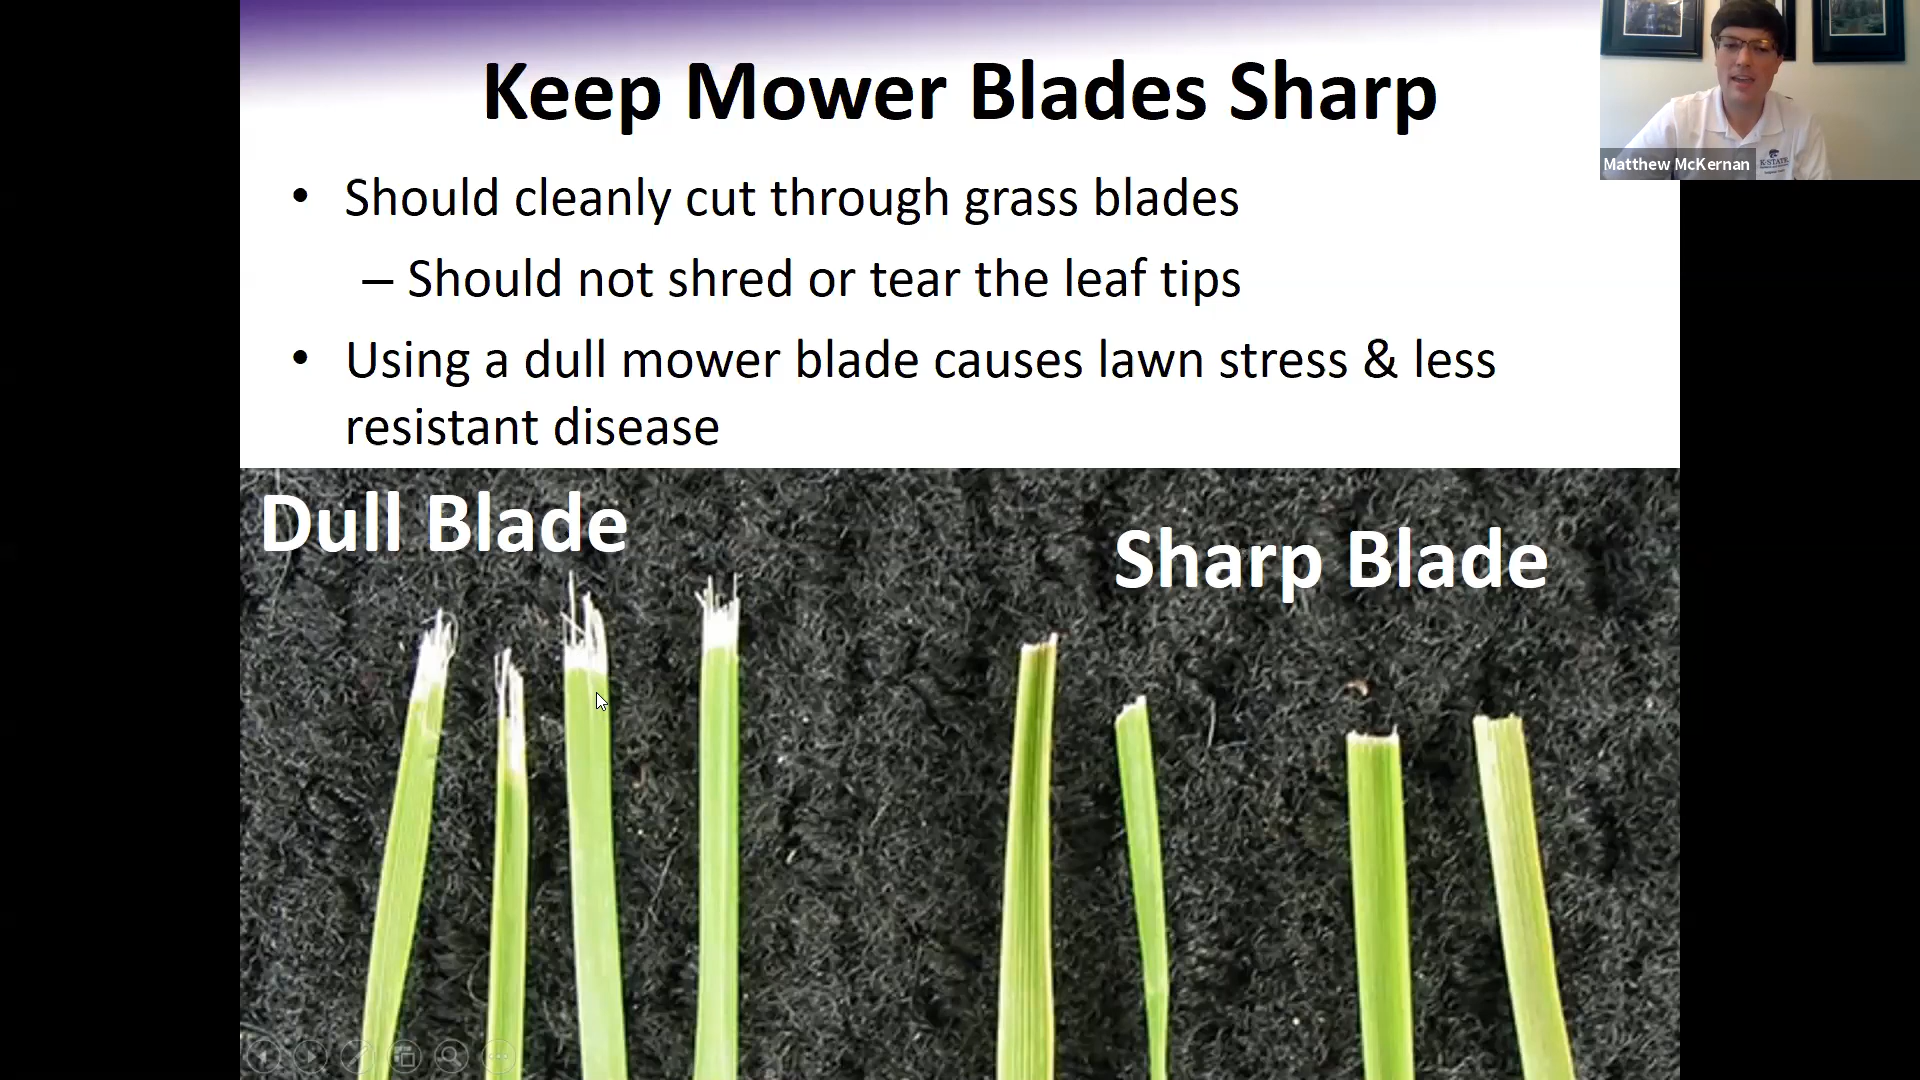 Keep Mower Blades Sharp
• Should cleanly cut through grass blades
– Should not shred or tear the leaf tips
• Using a dull mower blade causes lawn stress & less
resistant disease
Dull Blade
Sharp Blade
Matthew McKernan
K-STATE